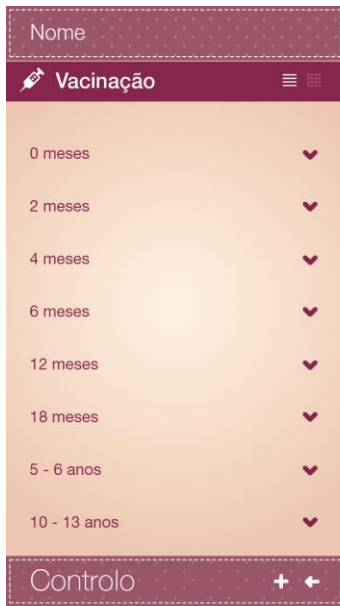 Nome
Vacinação
0 meses
2 meses
4 meses
6 meses
12 meses
18 meses
5 - 6 anos
10 - 13 anos
Controlo